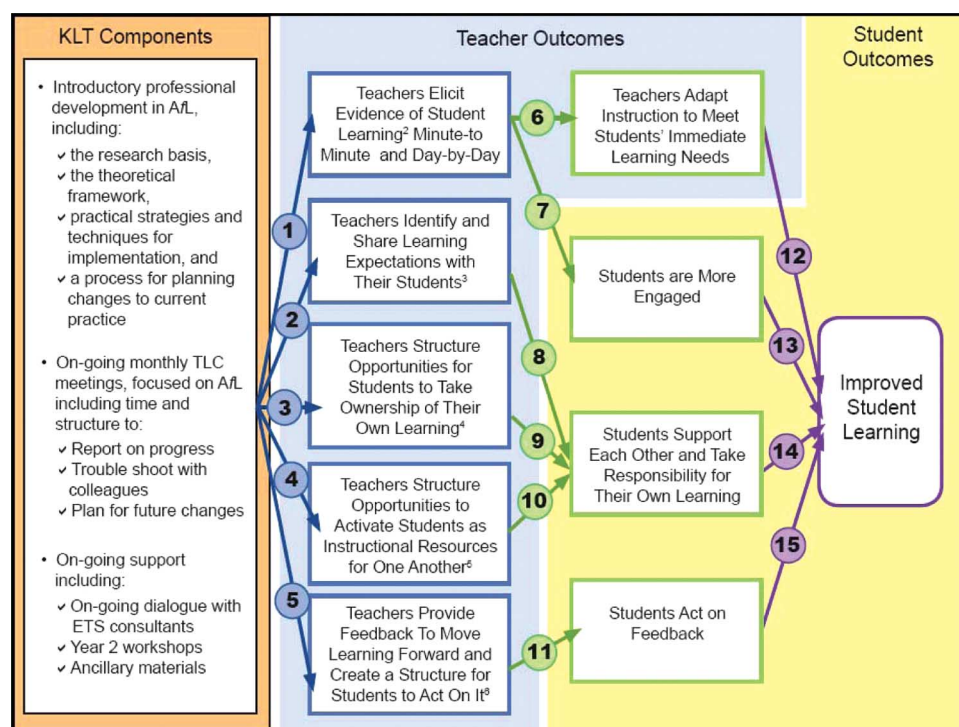 KLT Components
• Introductory professional
development in AfL,
including:
✓ the research basis,
✓ the theoretical
framework,
✓ practical strategies and
techniques for
implementation, and
✓ a process for planning
changes to current
practice
• On-going monthly TLC
meetings, focused on AfL
including time and
structure to:
✓ Report on progress
✓ Trouble shoot with
colleagues
✓ Plan for future changes
• On-going support
including:
✓ On-going dialogue with
ETS consultants
✓ Year 2 workshops
✓ Ancillary materials
1
2
3
4
5
Teacher Outcomes
Teachers Elicit
Evidence of Student
Learning² Minute-to
Minute and Day-by-Day
Teachers Identify and
Share Learning
Expectations with
Their Students³
Teachers Structure
Opportunities for
Students to Take
Ownership of Their
Own Learning⁴
Teachers Structure
Opportunities to
Activate Students as
Instructional Resources
for One Another⁵
Teachers Provide
Feedback To Move
Learning Forward and
Create a Structure for
Students to Act On It⁶
6
7
8
9
10
11
Teachers Adapt
Instruction to Meet
Students' Immediate
Learning Needs
Students are More
Engaged
Students Support
Each Other and Take
Responsibility for
Their Own Learning
Students Act on
Feedback
12
13
14
15
Student
Outcomes
Improved
Student
Learning